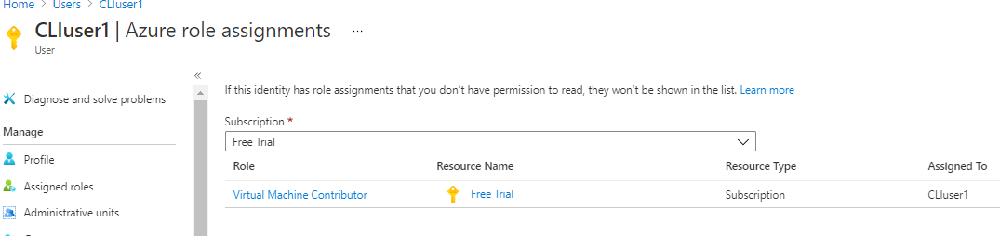 Home > Users > CLIuser1
CLIuser1 | Azure role assignments ...
User
«
Diagnose and solve problems
Manage
Profile
Assigned roles
Administrative units
If this identity has role assignments that you don't have permission to read, they won't be shown in the list. Learn more
Subscription *
Free Trial
Role Resource Name Resource Type Assigned To
Virtual Machine Contributor Free Trial Subscription CLIuser1